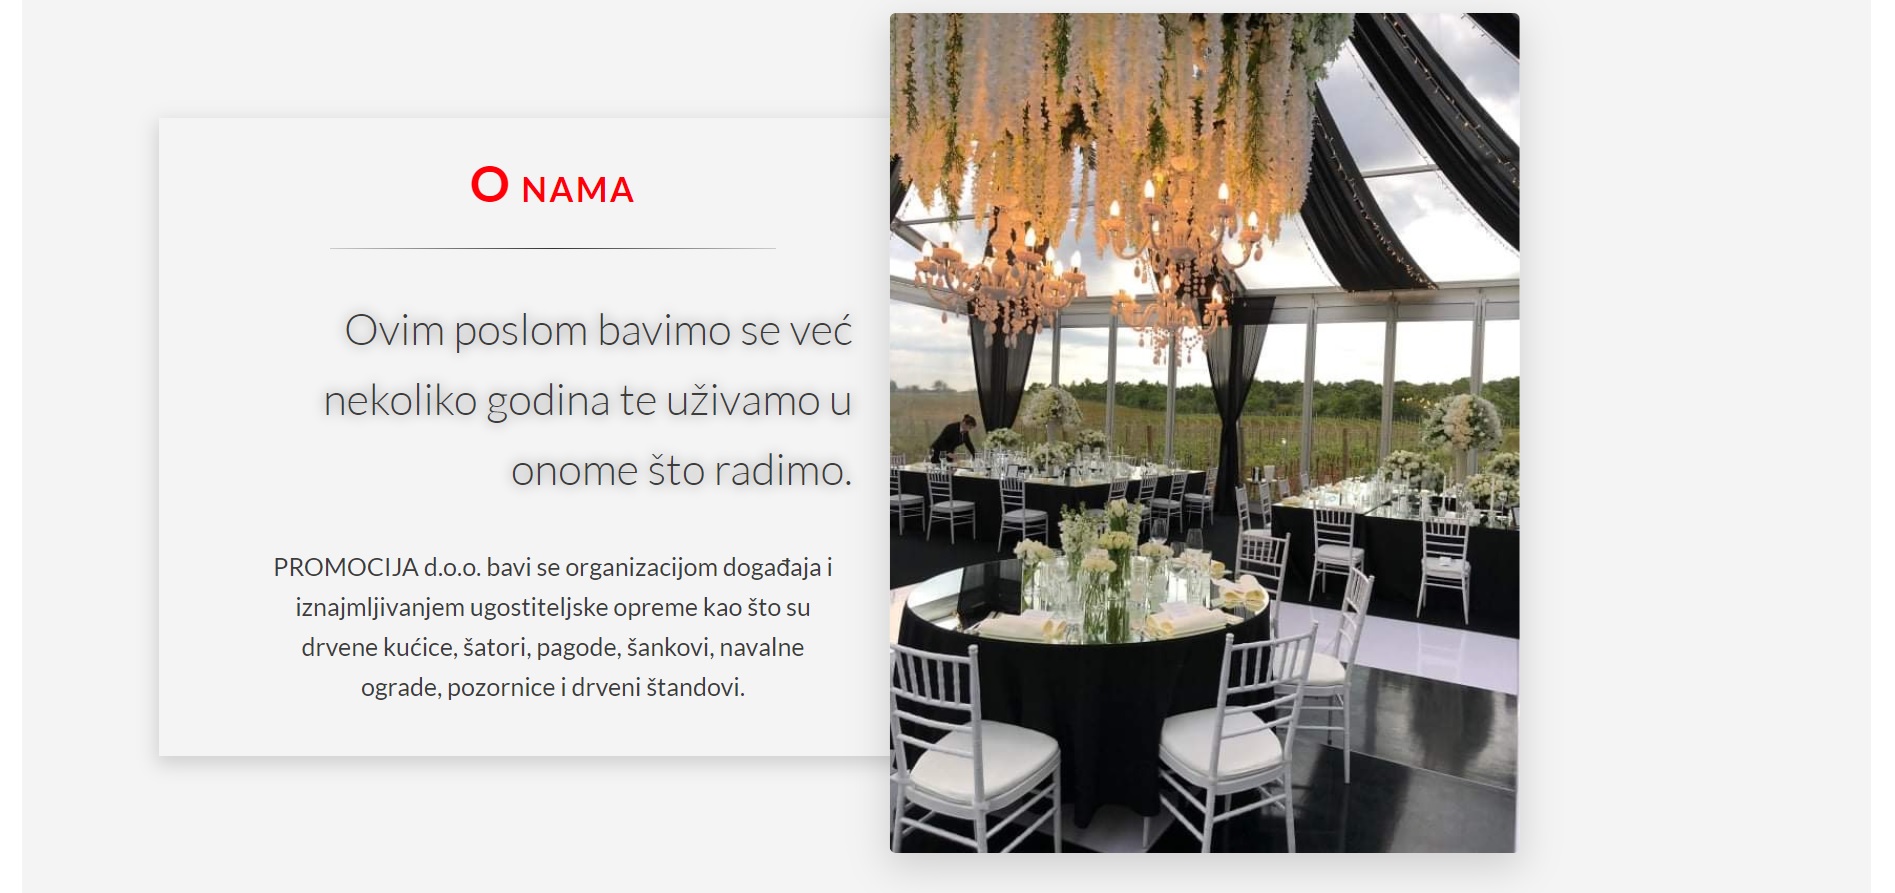 O NAMA
Ovim poslom bavimo se već
nekoliko godina te uživamo u
onome što radimo.
PROMOCIJA d.o.o. bavi se organizacijom događaja i
iznajmljivanjem ugostiteljske opreme kao što su
drvene kućice, šatori, pagode, šankovi, navalne
ograde, pozornice i drveni štandovi.